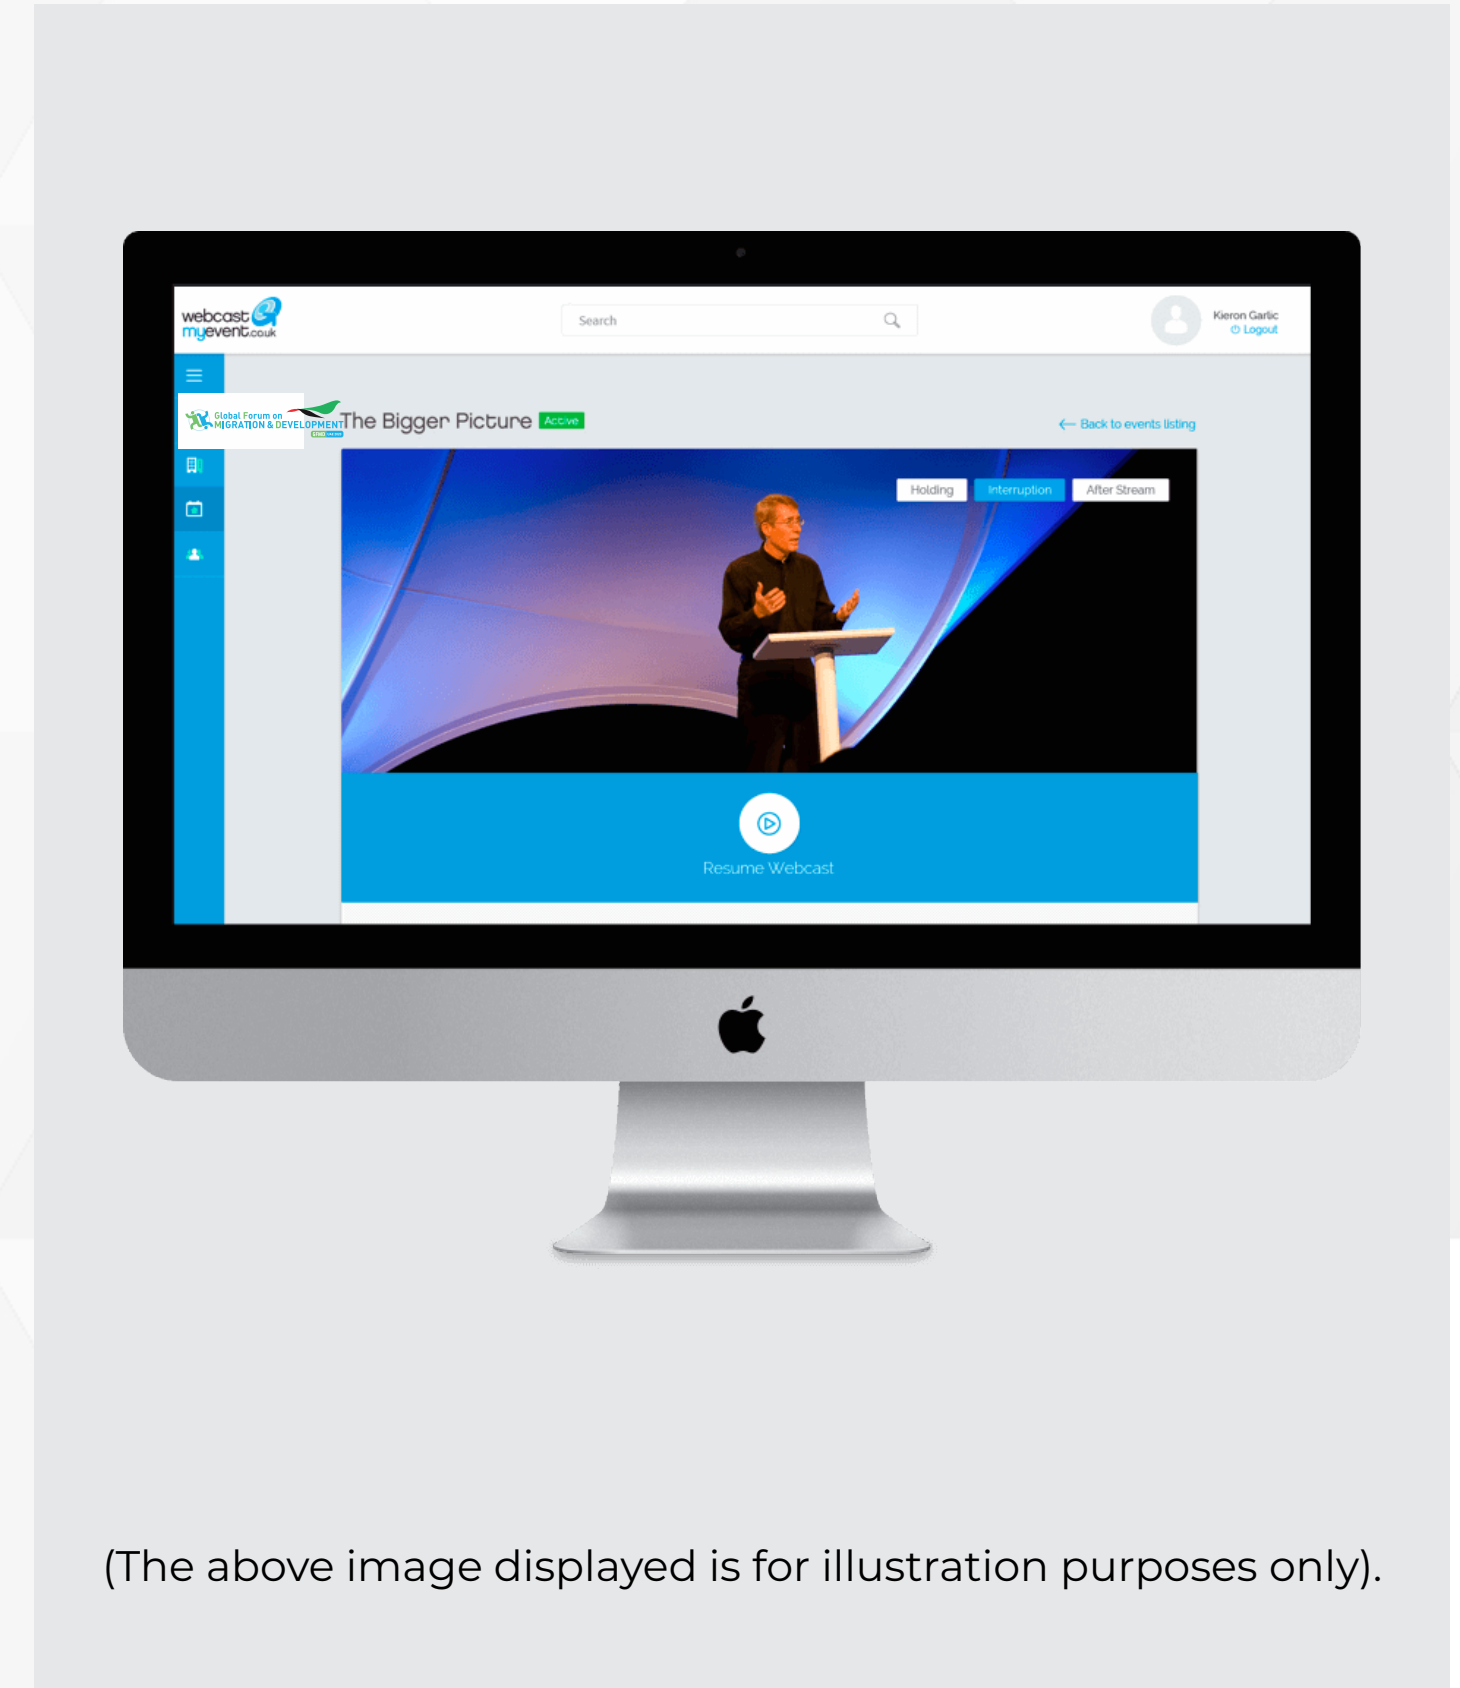 webcast
myevent.co.uk
Search
Kieron Garlic
Logout
Global Forum on
MIGRATION & DEVELOPMENT
The Bigger Picture
Active
Back to events listing
Holding
Interruption
After Stream
Resume Webcast
(The above image displayed is for illustration purposes only).